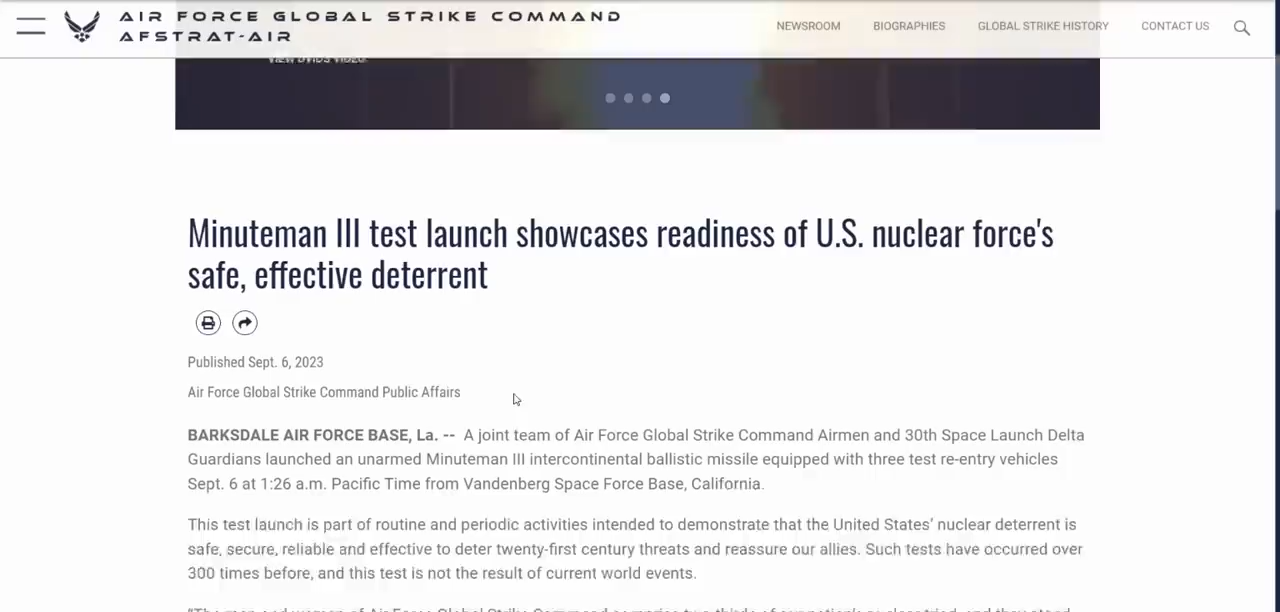 AIR FORCE GLOBAL STRIKE COMMAND
AFSTRAT-AIR
NEWSROOM BIOGRAPHIES GLOBAL STRIKE HISTORY CONTACT US
VIEW DVIDS VIDEO
Minuteman III test launch showcases readiness of U.S. nuclear force's
safe, effective deterrent
Published Sept. 6, 2023
Air Force Global Strike Command Public Affairs
BARKSDALE AIR FORCE BASE, La. -- A joint team of Air Force Global Strike Command Airmen and 30th Space Launch Delta
Guardians launched an unarmed Minuteman III intercontinental ballistic missile equipped with three test re-entry vehicles
Sept. 6 at 1:26 a.m. Pacific Time from Vandenberg Space Force Base, California.
This test launch is part of routine and periodic activities intended to demonstrate that the United States’ nuclear deterrent is
safe, secure, reliable and effective to deter twenty-first century threats and reassure our allies. Such tests have occurred over
300 times before, and this test is not the result of current world events.